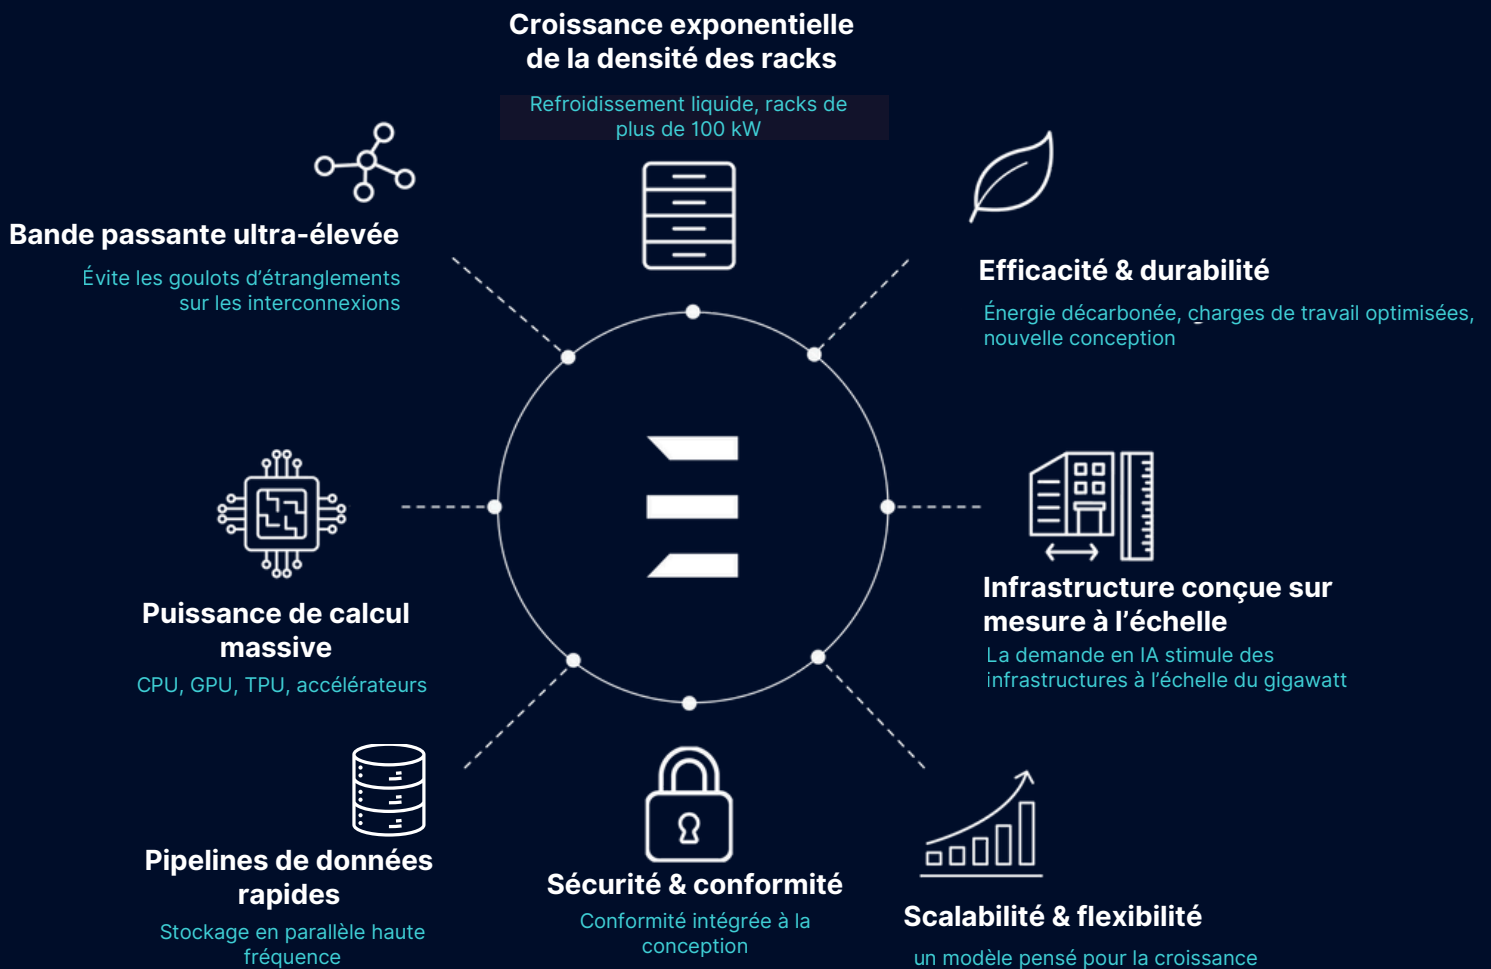 Croissance exponentielle
de la densité des racks
Refroidissement liquide, racks de
plus de 100 kW
Bande passante ultra-élevée
Évite les goulots d’étranglements
sur les interconnexions
Efficacité & durabilité
Énergie décarbonée, charges de travail optimisées,
nouvelle conception
Puissance de calcul
massive
CPU, GPU, TPU, accélérateurs
Infrastructure conçue sur
mesure à l’échelle
La demande en IA stimule des
infrastructures à l’échelle du gigawatt
Pipelines de données
rapides
Stockage en parallèle haute
fréquence
Sécurité & conformité
Conformité intégrée à la
conception
Scalabilité & flexibilité
un modèle pensé pour la croissance